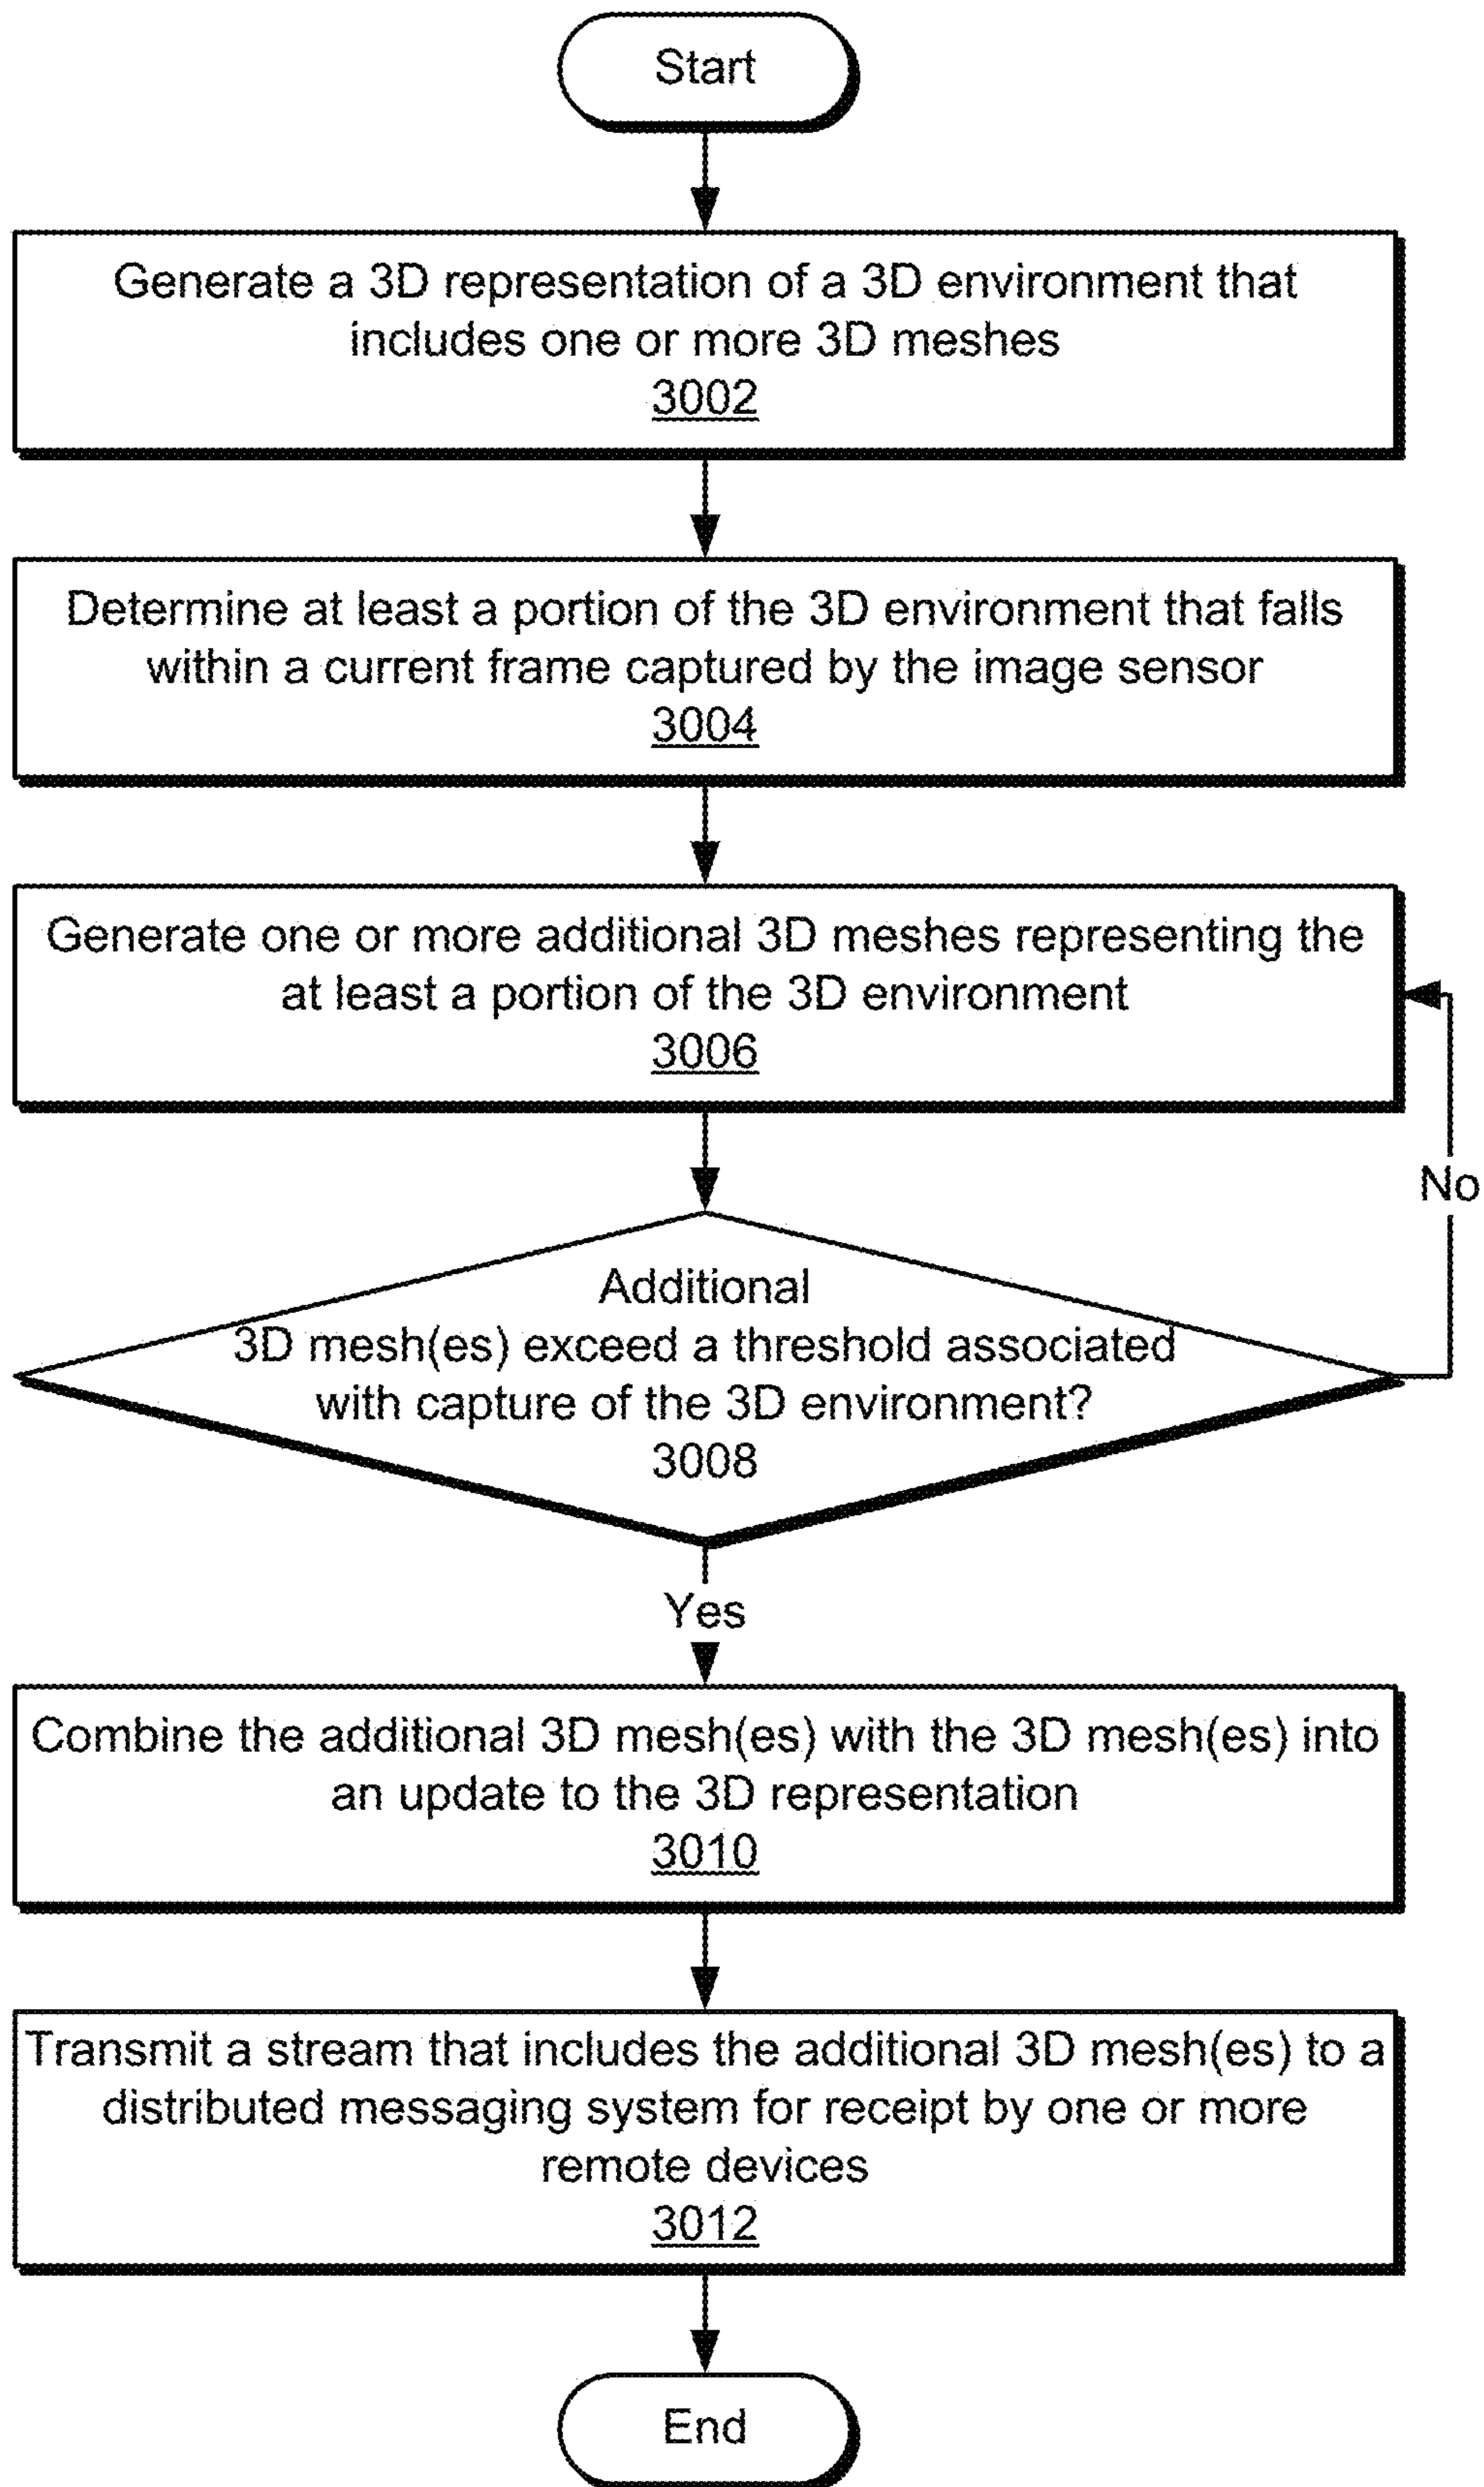 Start
Generate a 3D representation of a 3D environment that
includes one or more 3D meshes
3002
Determine at least a portion of the 3D environment that falls
within a current frame captured by the image sensor
3004
Generate one or more additional 3D meshes representing the
at least a portion of the 3D environment
3006
No
Additional
3D mesh(es) exceed a threshold associated
with capture of the 3D environment?
3008
Yes
Combine the additional 3D mesh(es) with the 3D mesh(es) into
an update to the 3D representation
3010
Transmit a stream that includes the additional 3D mesh(es) to a
distributed messaging system for receipt by one or more
remote devices
3012
End